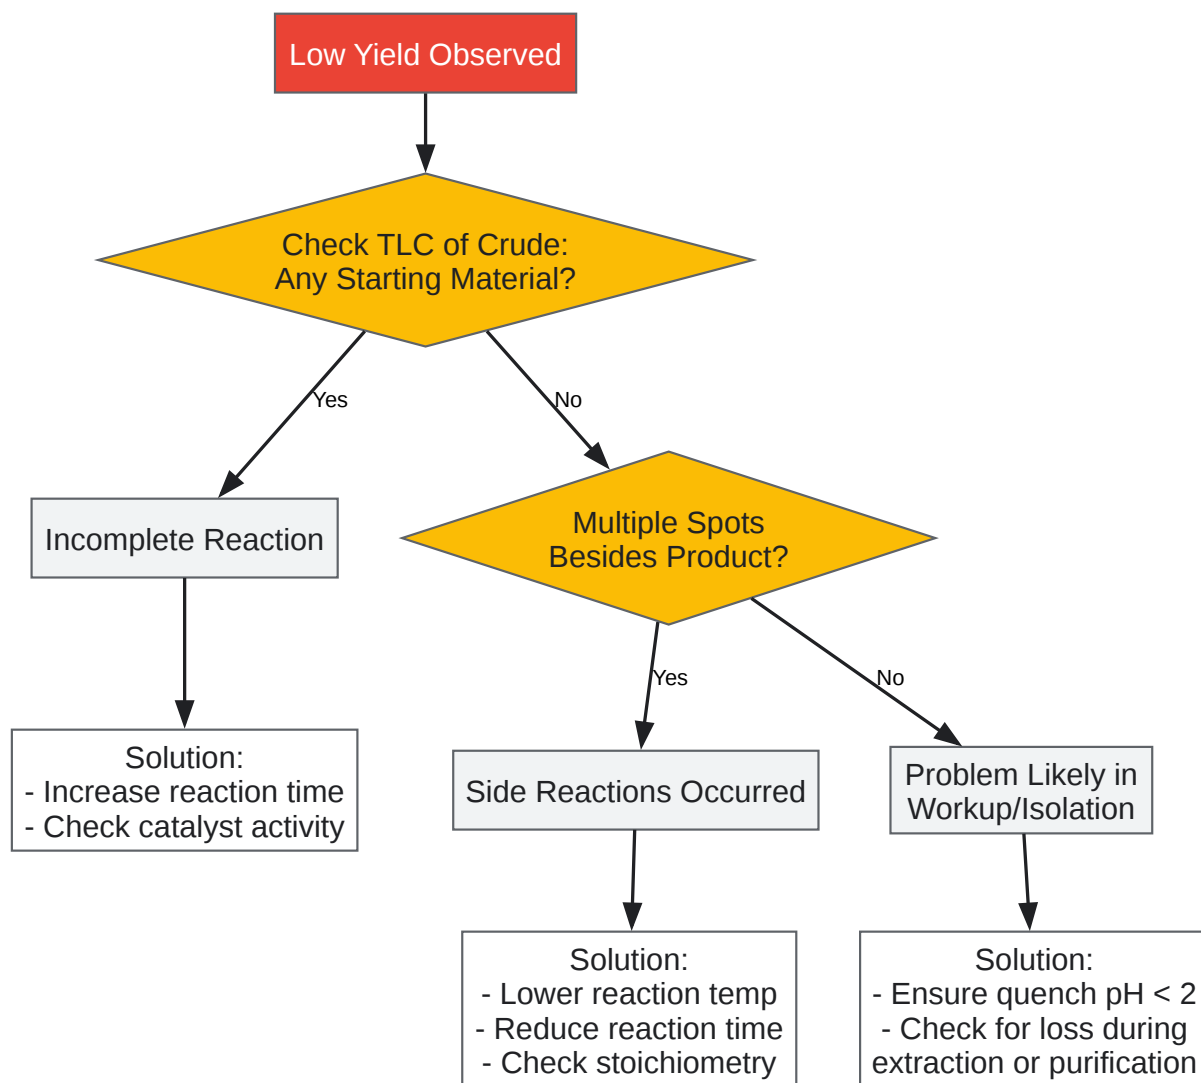 Low Yield Observed
Check TLC of Crude:
Any Starting Material?
Yes
No
Incomplete Reaction
Multiple Spots
Besides Product?
Yes
No
Solution:
- Increase reaction time
- Check catalyst activity
Side Reactions Occurred
Problem Likely in
Workup/Isolation
Solution:
- Lower reaction temp
- Reduce reaction time
- Check stoichiometry
Solution:
- Ensure quench pH < 2
- Check for loss during
extraction or purification